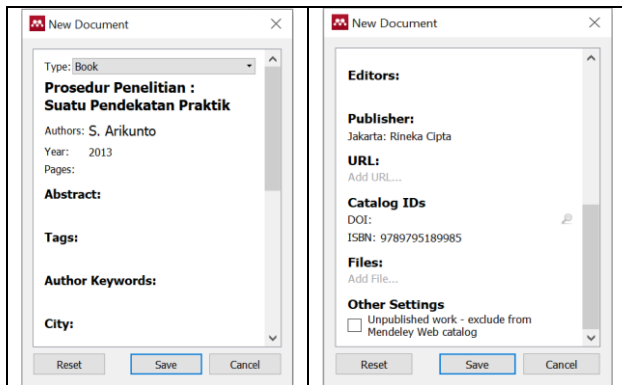 New Document
Type: Book
Prosedur Penelitian :
Suatu Pendekatan Praktik
Authors: S. Arikunto
Year: 2013
Pages:
Abstract:
Tags:
Author Keywords:
City:
Reset Save Cancel
New Document
Editors:
Publisher:
Jakarta: Rineka Cipta
URL:
Add URL...
Catalog IDs
DOI:
ISBN: 9789795189985
Files:
Add File...
Other Settings
Unpublished work - exclude from
Mendeley Web catalog
Reset Save Cancel